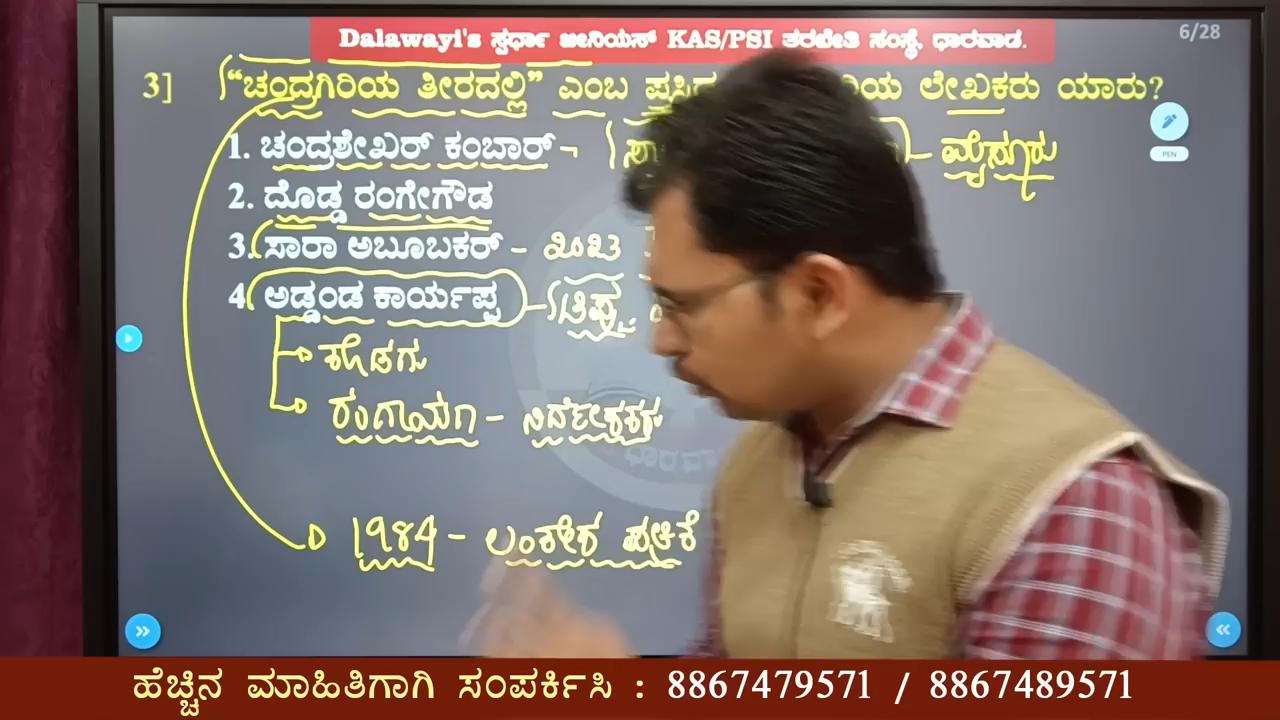 Dalawayi's ಸ್ಪರ್ಧಾ ಜೀನಿಯಸ್ KAS/PSI ತರಬೇತಿ ಸಂಸ್ಥೆ, ಧಾರವಾಡ.
6/28
3] "ಚಂದ್ರಗಿರಿಯ ತೀರದಲ್ಲಿ" ಎಂಬ ಲೇಖಕರು ಯಾರು?
1. ಚಂದ್ರಶೇಖರ್ ಕಂಬಾರ್ - ಮೈಸೂರು
PEN
2. ದೊಡ್ಡ ರಂಗೇಗೌಡ
3. ಸಾರಾ ಅಬೂಬಕರ್ -
4. ಅಡ್ಡಂಡ ಕಾರ್ಯಪ್ಪ - ಟಿಪ್ಪು
ಕೊಡಗು
ರಂಗಾಯಣ - ನಿರ್ದೇಶಕರು
1984 - ಲಂಕೇಶ ಪತ್ರಿಕೆ
ಹೆಚ್ಚಿನ ಮಾಹಿತಿಗಾಗಿ ಸಂಪರ್ಕಿಸಿ : 8867479571 / 8867489571